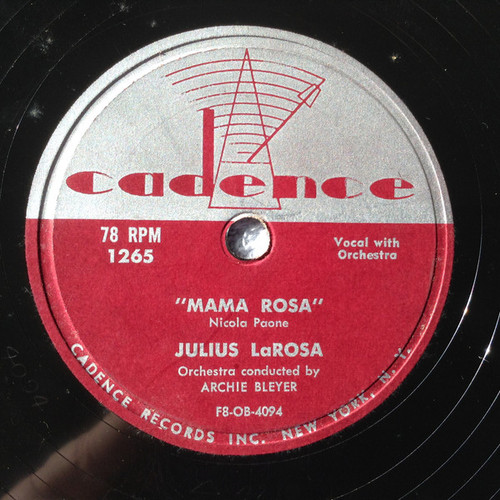 cadence
78 RPM
1265
Vocal with
Orchestra
"MAMA ROSA"
Nicola Paone
JULIUS LaROSA
Orchestra conducted by
ARCHIE BLEYER
F8-OB-4094
CADENCE RECORDS INC. NEW YORK, N. Y.